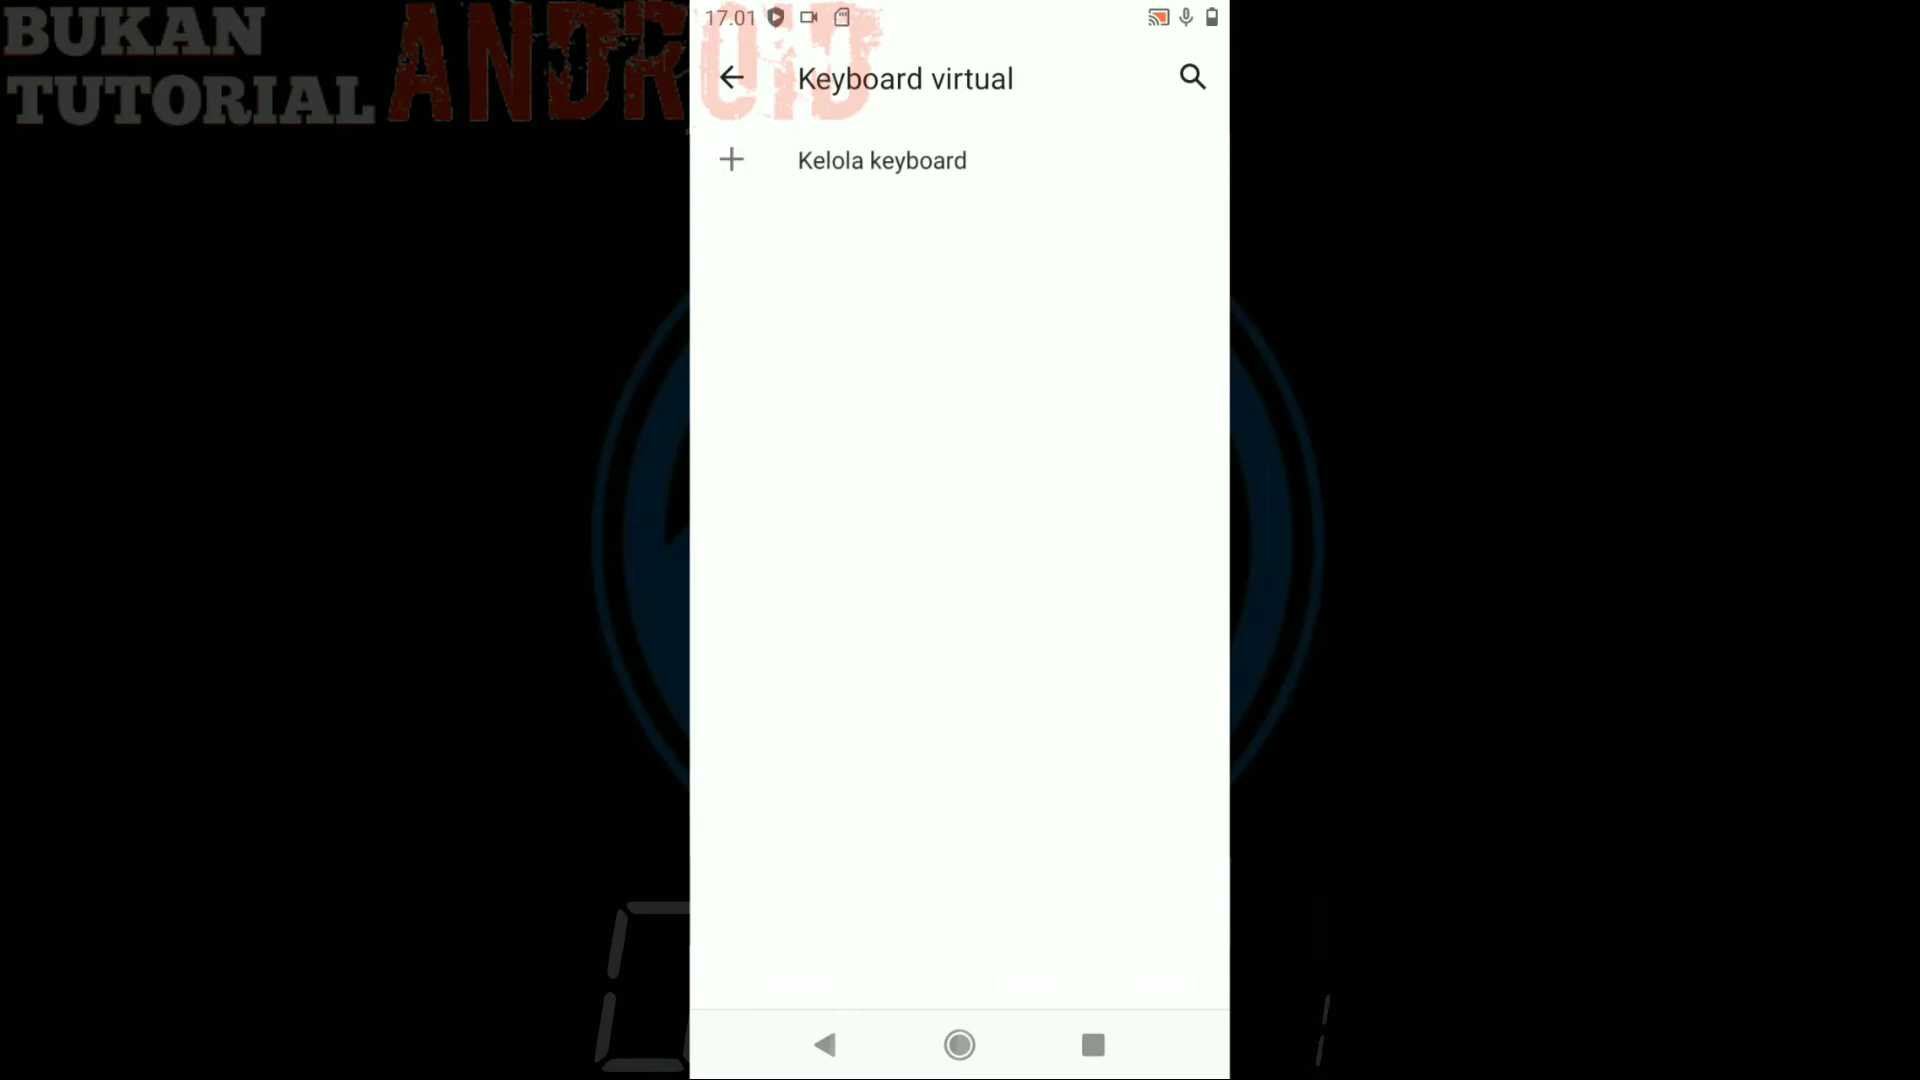 BUKAN
TUTORIAL ANDROID
17.01
Keyboard virtual
Kelola keyboard